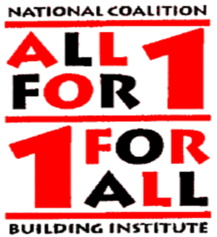 NATIONAL COALITION
ALL
FOR 1
1 FOR
ALL
BUILDING INSTITUTE